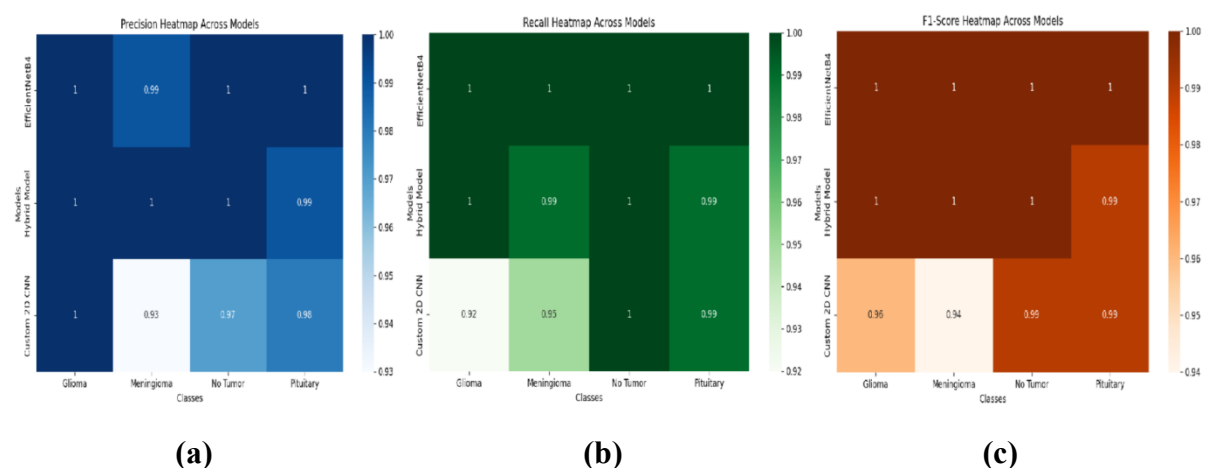 Precision Heatmap Across Models
EfficientNetB4
1 0.99 1 1
Models
Hybrid Model
1 1 1 0.99
Custom 2D CNN
1 0.93 0.97 0.98
Glioma Meningioma No Tumor Pituitary
Classes
1.00
0.99
0.98
0.97
0.96
0.95
0.94
0.93
(a)
Recall Heatmap Across Models
EfficientNetB4
1 1 1 1
Models
Hybrid Model
1 0.99 1 0.99
Custom 2D CNN
0.92 0.95 1 0.99
Glioma Meningioma No Tumor Pituitary
Classes
1.00
0.99
0.98
0.97
0.96
0.95
0.94
0.93
0.92
(b)
F1-Score Heatmap Across Models
EfficientNetB4
1 1 1 1
Models
Hybrid Model
1 1 1 0.99
Custom 2D CNN
0.96 0.94 0.99 0.99
Glioma Meningioma No Tumor Pituitary
Classes
1.00
0.99
0.98
0.97
0.96
0.95
0.94
(c)